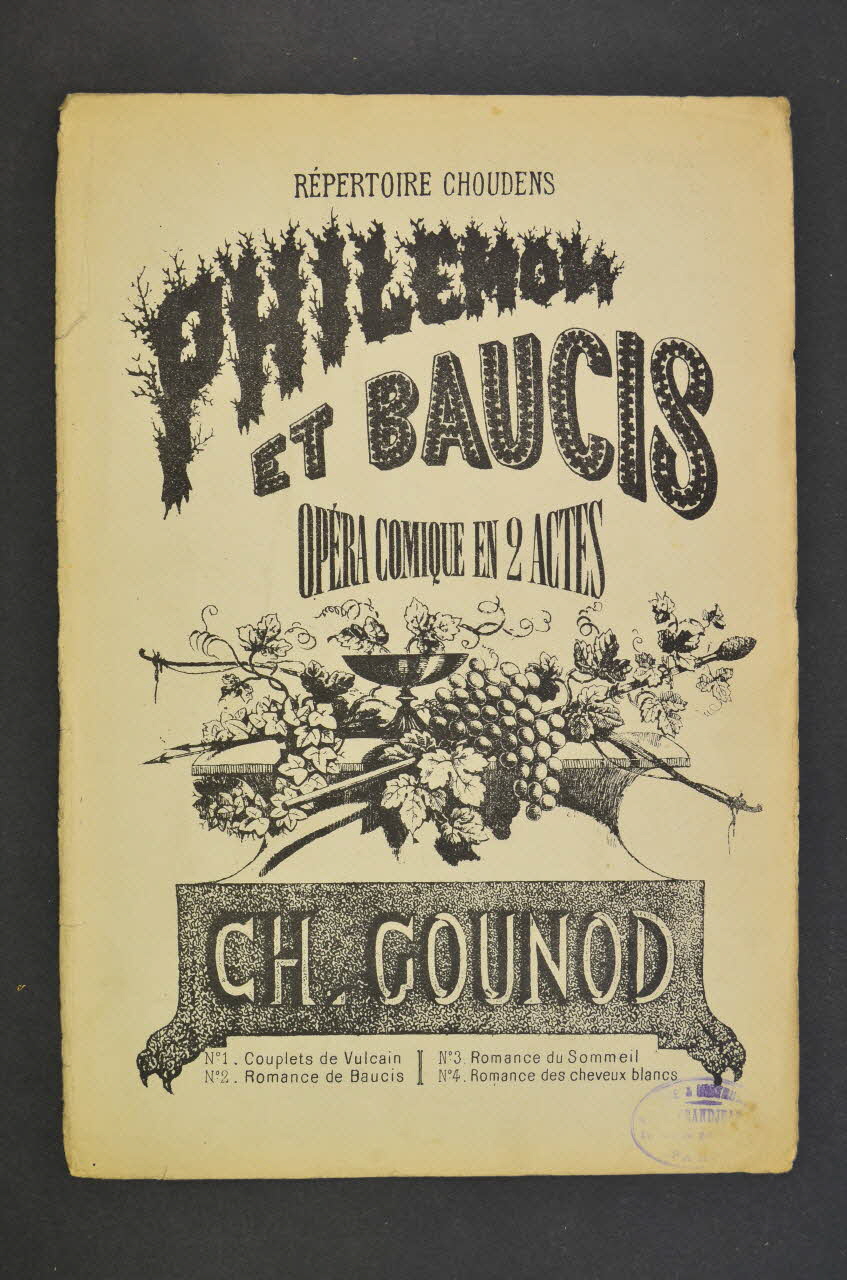 RÉPERTOIRE CHOUDENS
PHILEMON
ET BAUCIS
OPÉRA COMIQUE EN 2 ACTES
CH. GOUNOD
N°1. Couplets de Vulcain
N°2. Romance de Baucis
N°3. Romance du Sommeil
N°4. Romance des cheveux blancs